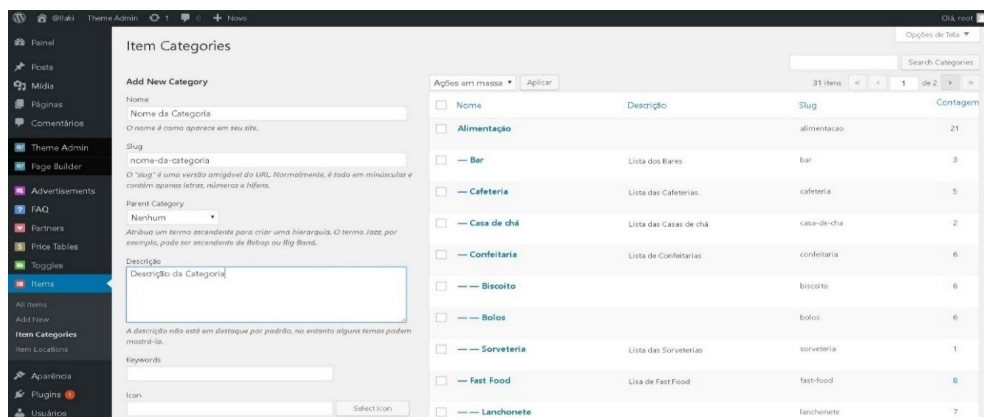 @Ilaki Theme Admin 1 0 + Novo Olá, root
Painel
Posts
Mídia
Páginas
Comentários
Theme Admin
Page Builder
Advertisements
FAQ
Partners
Price Tables
Toggles
Items
All Items
Add New
Item Categories
Item Locations
Aparência
Plugins 1
Usuários
Opções de Tela ▼
Item Categories
Search Categories
Add New Category
Nome
Nome da Categoria
O nome é como aparece em seu site.
Slug
nome-da-categoria
O "slug" é uma versão amigável do URL. Normalmente, é todo em minúsculas e
contém apenas letras, números e hífens.
Parent Category
Nenhum ▼
Atribua um termo ascendente para criar uma hierarquia. O termo Jazz, por
exemplo, pode ser ascendente de Bebop ou Big Band.
Descrição
Descrição da Categoria
A descrição não está em destaque por padrão, no entanto alguns temas podem
mostrá-la.
Keywords
Icon
Select Icon
Ações em massa ▼ Aplicar 31 itens « ‹ 1 de 2 › »
Nome Descrição Slug Contagem
Alimentação alimentacao 21
— Bar Lista dos Bares bar 3
— Cafeteria Lista das Cafeterias. cafeteria 5
— Casa de chá Lista das Casas de chá casa-de-cha 2
— Confeitaria Lista de Confeitarias confeitaria 6
— — Biscoito biscoito 6
— — Bolos bolos 6
— — Sorveteria Lista das Sorveterias sorveteria 1
— Fast Food Lisa de Fast Food fast-food 8
— — Lanchonete lanchonete 7